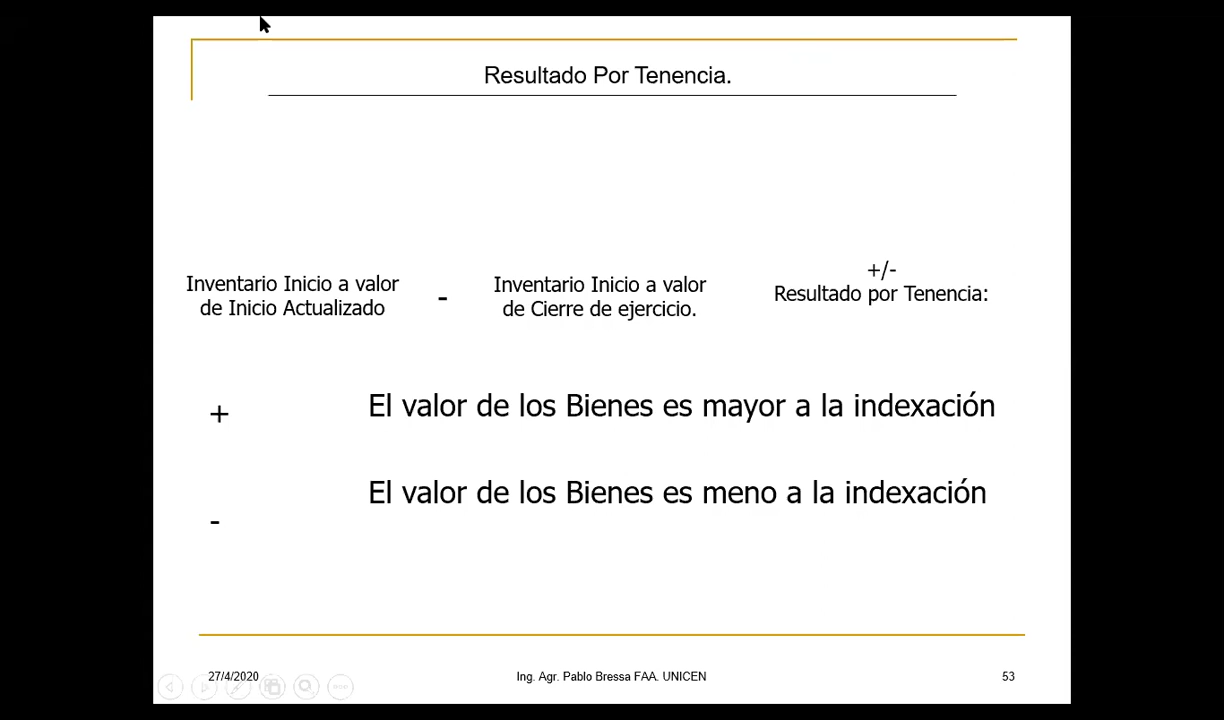 Resultado Por Tenencia.
Inventario Inicio a valor
de Inicio Actualizado
-
Inventario Inicio a valor
de Cierre de ejercicio.
+/-
Resultado por Tenencia:
+
El valor de los Bienes es mayor a la indexación
-
El valor de los Bienes es meno a la indexación
27/4/2020
Ing. Agr. Pablo Bressa FAA. UNICEN
53